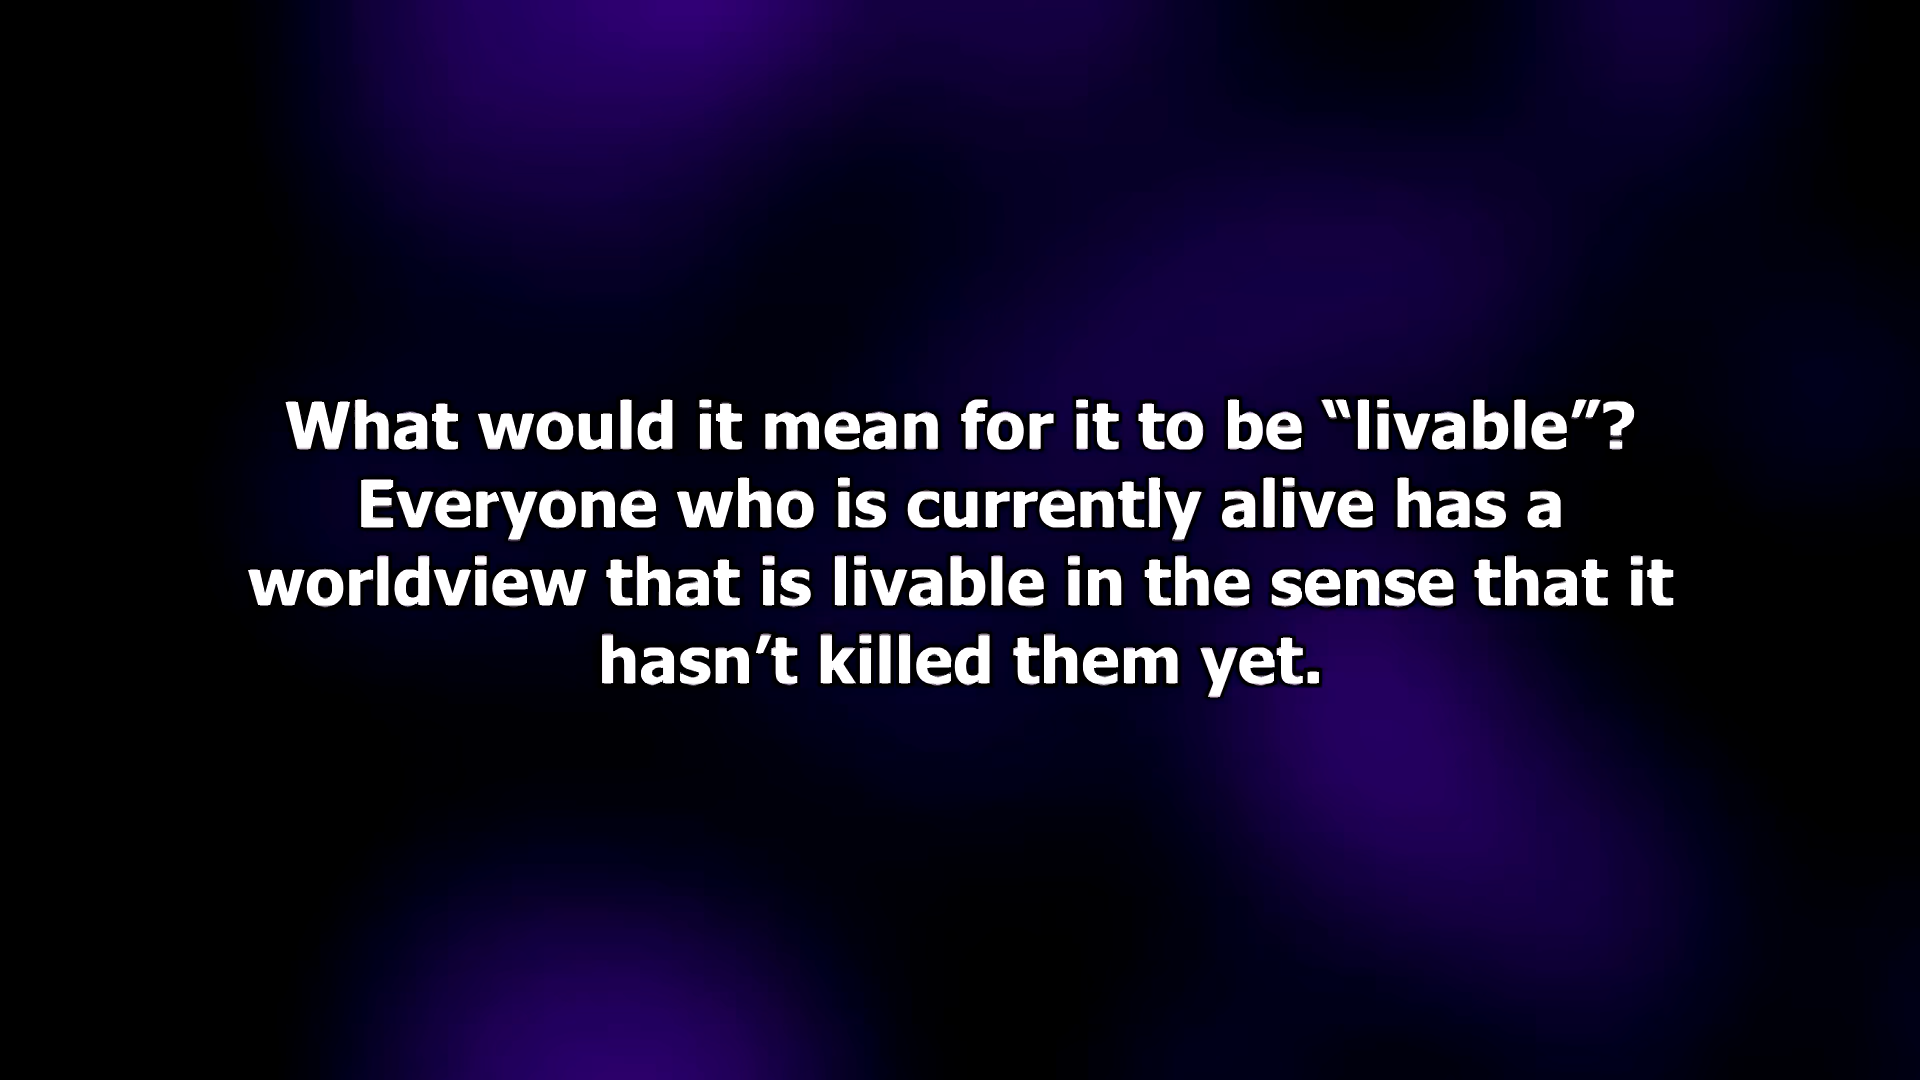 What would it mean for it to be “livable”?
Everyone who is currently alive has a
worldview that is livable in the sense that it
hasn’t killed them yet.